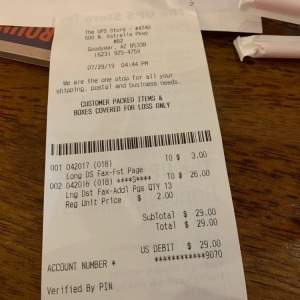 The UPS Store - #4740
500 N. Estrella Pkwy
#B2
Goodyear, AZ 85338
(623) 925-4759
07/29/19 04:44 PM
We are the one stop for all your
shipping, postal and business needs.
CUSTOMER PACKED ITEMS &
BOXES COVERED FOR LOSS ONLY
001 042017 (018) TO $ 3.00
Long DS Fax-Fst Page
002 042016 (018) ****S**** TO $ 26.00
Lng Dst Fax-Addl Pgs QTY 13
Reg Unit Price $ 2.00
SubTotal $ 29.00
Total $ 29.00
US DEBIT $ 29.00
ACCOUNT NUMBER * ************9070
Verified By PIN